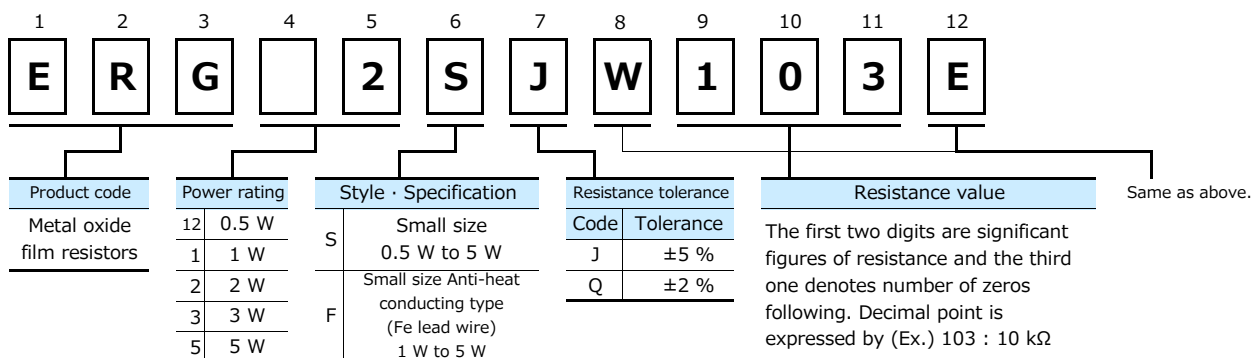 1 2 3 4 5 6 7 8 9 10 11 12
E R G 2 S J W 1 0 3 E
Product code
Metal oxide
film resistors
Power rating
12 0.5 W
1 1 W
2 2 W
3 3 W
5 5 W
Style · Specification
S
Small size
0.5 W to 5 W
F
Small size Anti-heat
conducting type
(Fe lead wire)
1 W to 5 W
Resistance tolerance
Code Tolerance
J ±5 %
Q ±2 %
Resistance value
The first two digits are significant
figures of resistance and the third
one denotes number of zeros
following. Decimal point is
expressed by (Ex.) 103 : 10 kΩ
Same as above.